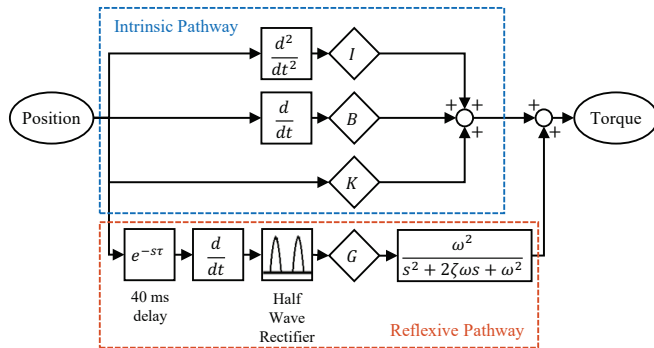 Intrinsic Pathway
d²
dt²
I
Position
d
dt
B
+ +
+
+
+
Torque
K
e⁻ˢᵗ
d
dt
G
ω²
s² + 2ζωs + ω²
40 ms
delay
Half
Wave
Rectifier
Reflexive Pathway